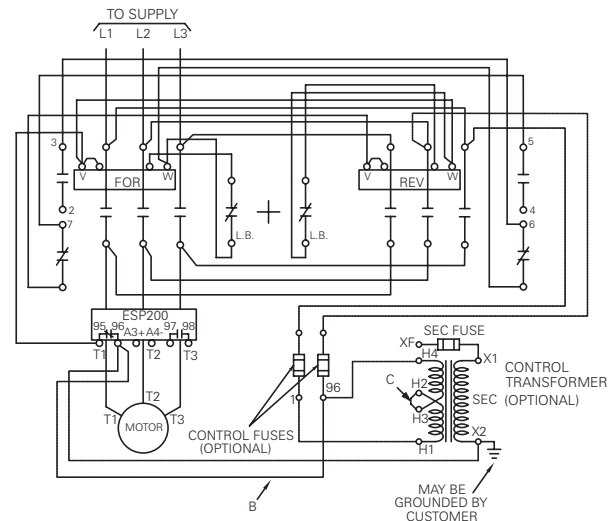 TO SUPPLY
L1 L2 L3
3
5
V W
FOR
V W
REV
2
7
4
6
L.B.
L.B.
ESP200
95 96 A3+ A4- 97 98
T1 T2 T3
T2
T1 T3
MOTOR
SEC FUSE
XF
H4 X1
CONTROL
TRANSFORMER
(OPTIONAL)
C H2
SEC
H3
1 96
H1 X2
CONTROL FUSES
(OPTIONAL)
B
MAY BE
GROUNDED BY
CUSTOMER